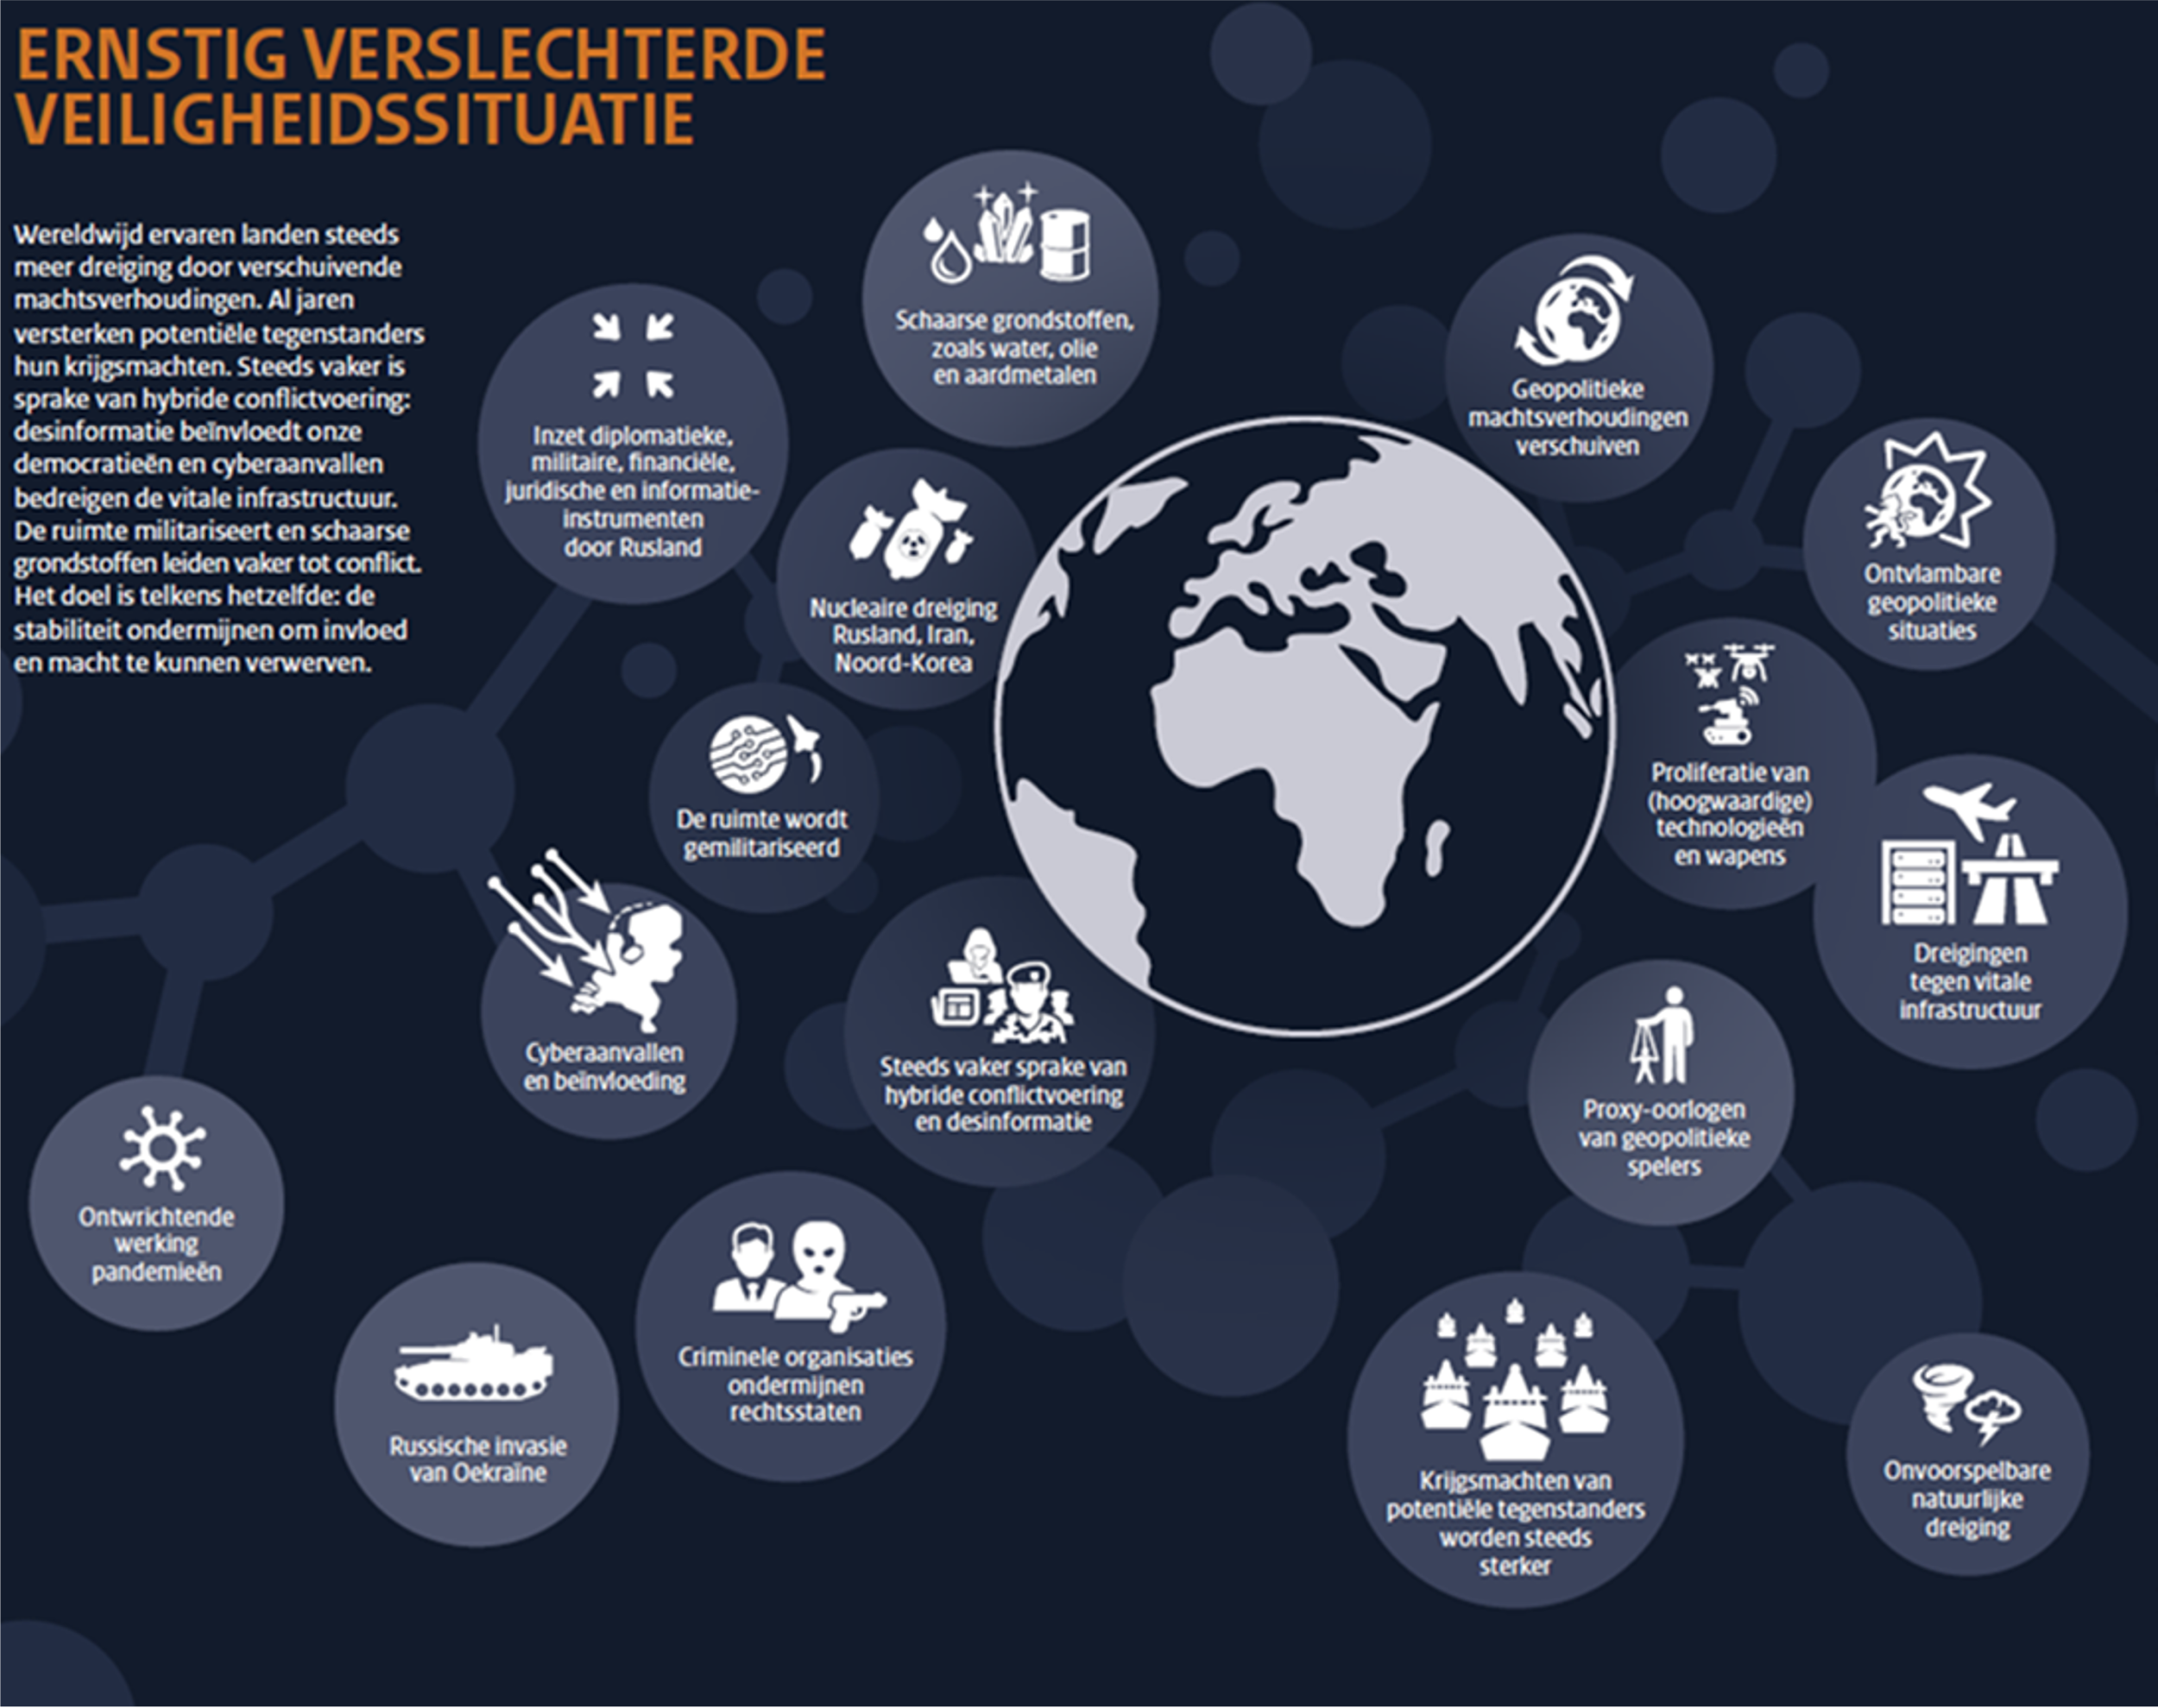 ERNSTIG VERSLECHTERDE
VEILIGHEIDSSITUATIE
Wereldwijd ervaren landen steeds
meer dreiging door verschuivende
machtsverhoudingen. Al jaren
versterken potentiële tegenstanders
hun krijgsmachten. Steeds vaker is
sprake van hybride conflictvoering:
desinformatie beïnvloedt onze
democratieën en cyberaanvallen
bedreigen de vitale infrastructuur.
De ruimte militariseert en schaarse
grondstoffen leiden vaker tot conflict.
Het doel is telkens hetzelfde: de
stabiliteit ondermijnen om invloed
en macht te kunnen verwerven.
Schaarse grondstoffen,
zoals water, olie
en aardmetalen
Geopolitieke
machtsverhoudingen
verschuiven
Inzet diplomatieke,
militaire, financiële,
juridische en informatie-
instrumenten
door Rusland
Nucleaire dreiging
Rusland, Iran,
Noord-Korea
Ontvlambare
geopolitieke
situaties
De ruimte wordt
gemilitariseerd
Proliferatie van
(hoogwaardige)
technologieën
en wapens
Dreigingen
tegen vitale
infrastructuur
Cyberaanvallen
en beïnvloeding
Steeds vaker sprake van
hybride conflictvoering
en desinformatie
Proxy-oorlogen
van geopolitieke
spelers
Ontwrichtende
werking
pandemieën
Criminele organisaties
ondermijnen
rechtsstaten
Russische invasie
van Oekraïne
Krijgsmachten van
potentiële tegenstanders
worden steeds
sterker
Onvoorspelbare
natuurlijke
dreiging